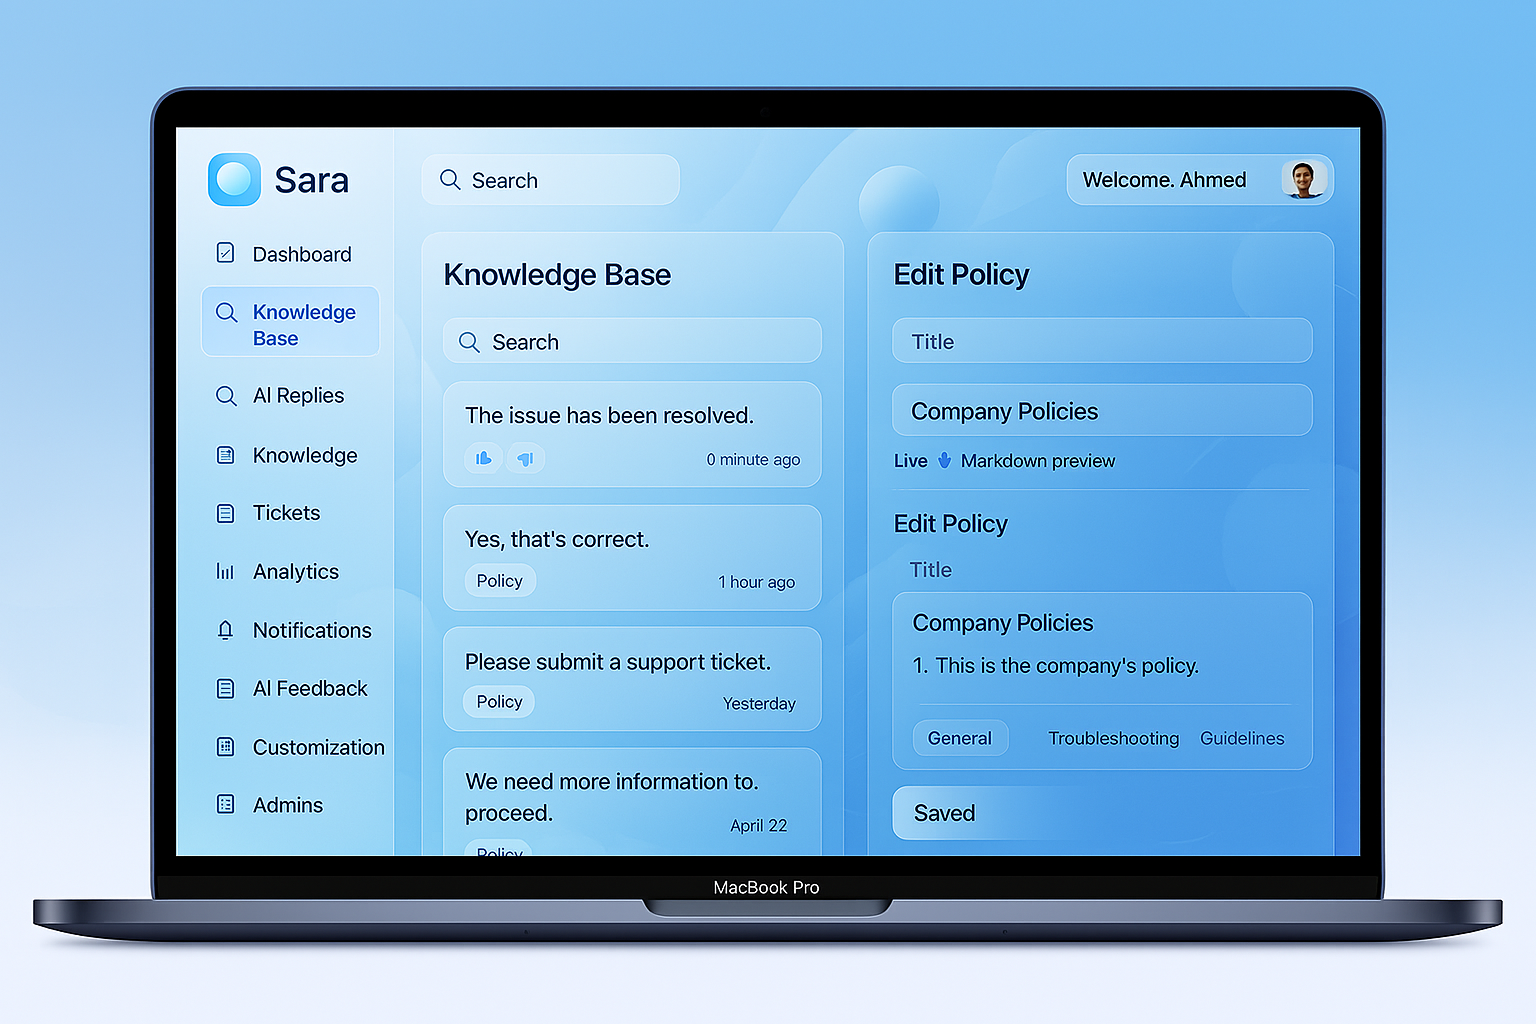 Sara
Search
Welcome. Ahmed
Dashboard
Knowledge
Base
AI Replies
Knowledge
Tickets
Analytics
Notifications
AI Feedback
Customization
Admins
Knowledge Base
Search
The issue has been resolved.
0 minute ago
Yes, that's correct.
Policy
1 hour ago
Please submit a support ticket.
Policy
Yesterday
We need more information to.
proceed.
April 22
Policy
Edit Policy
Title
Company Policies
Live Markdown preview
Edit Policy
Title
Company Policies
1. This is the company's policy.
General Troubleshooting Guidelines
Saved
MacBook Pro